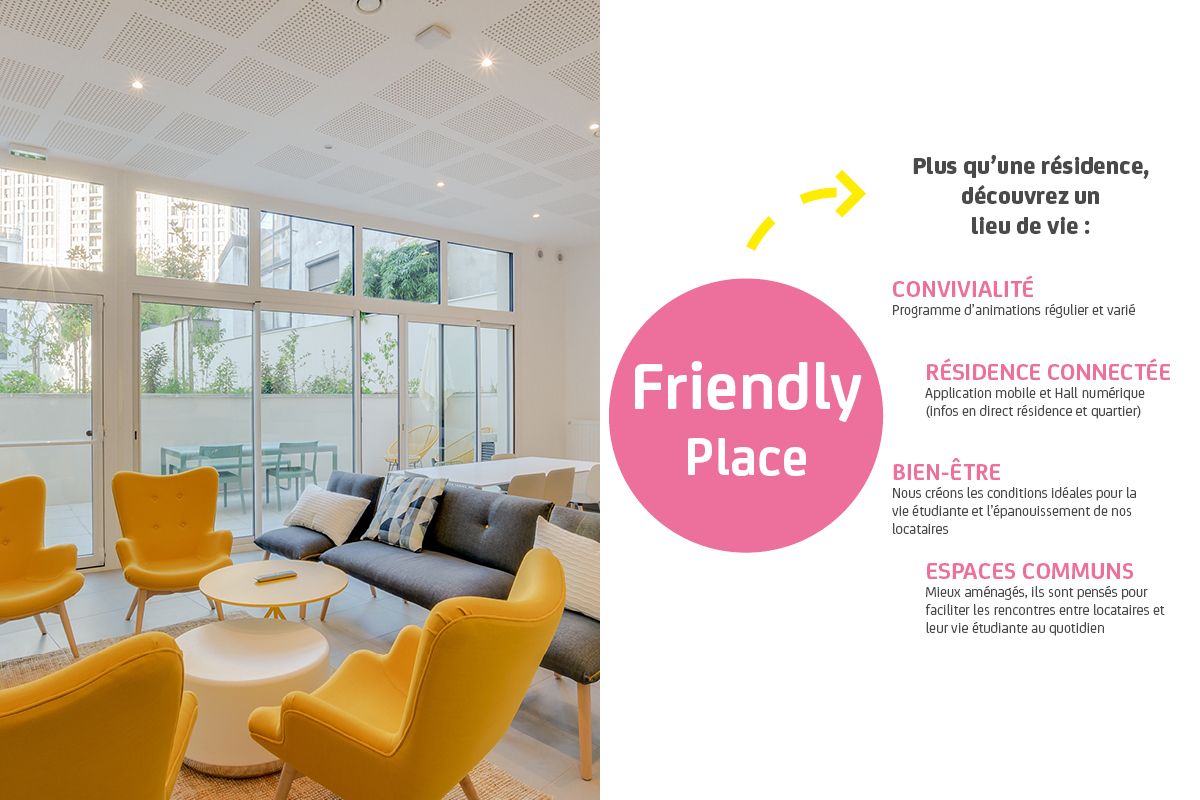 Plus qu’une résidence,
découvrez un
lieu de vie :
Friendly
Place
CONVIVIALITÉ
Programme d’animations régulier et varié
RÉSIDENCE CONNECTÉE
Application mobile et Hall numérique
(infos en direct résidence et quartier)
BIEN-ÊTRE
Nous créons les conditions idéales pour la
vie étudiante et l’épanouissement de nos
locataires
ESPACES COMMUNS
Mieux aménagés, ils sont pensés pour
faciliter les rencontres entre locataires et
leur vie étudiante au quotidien